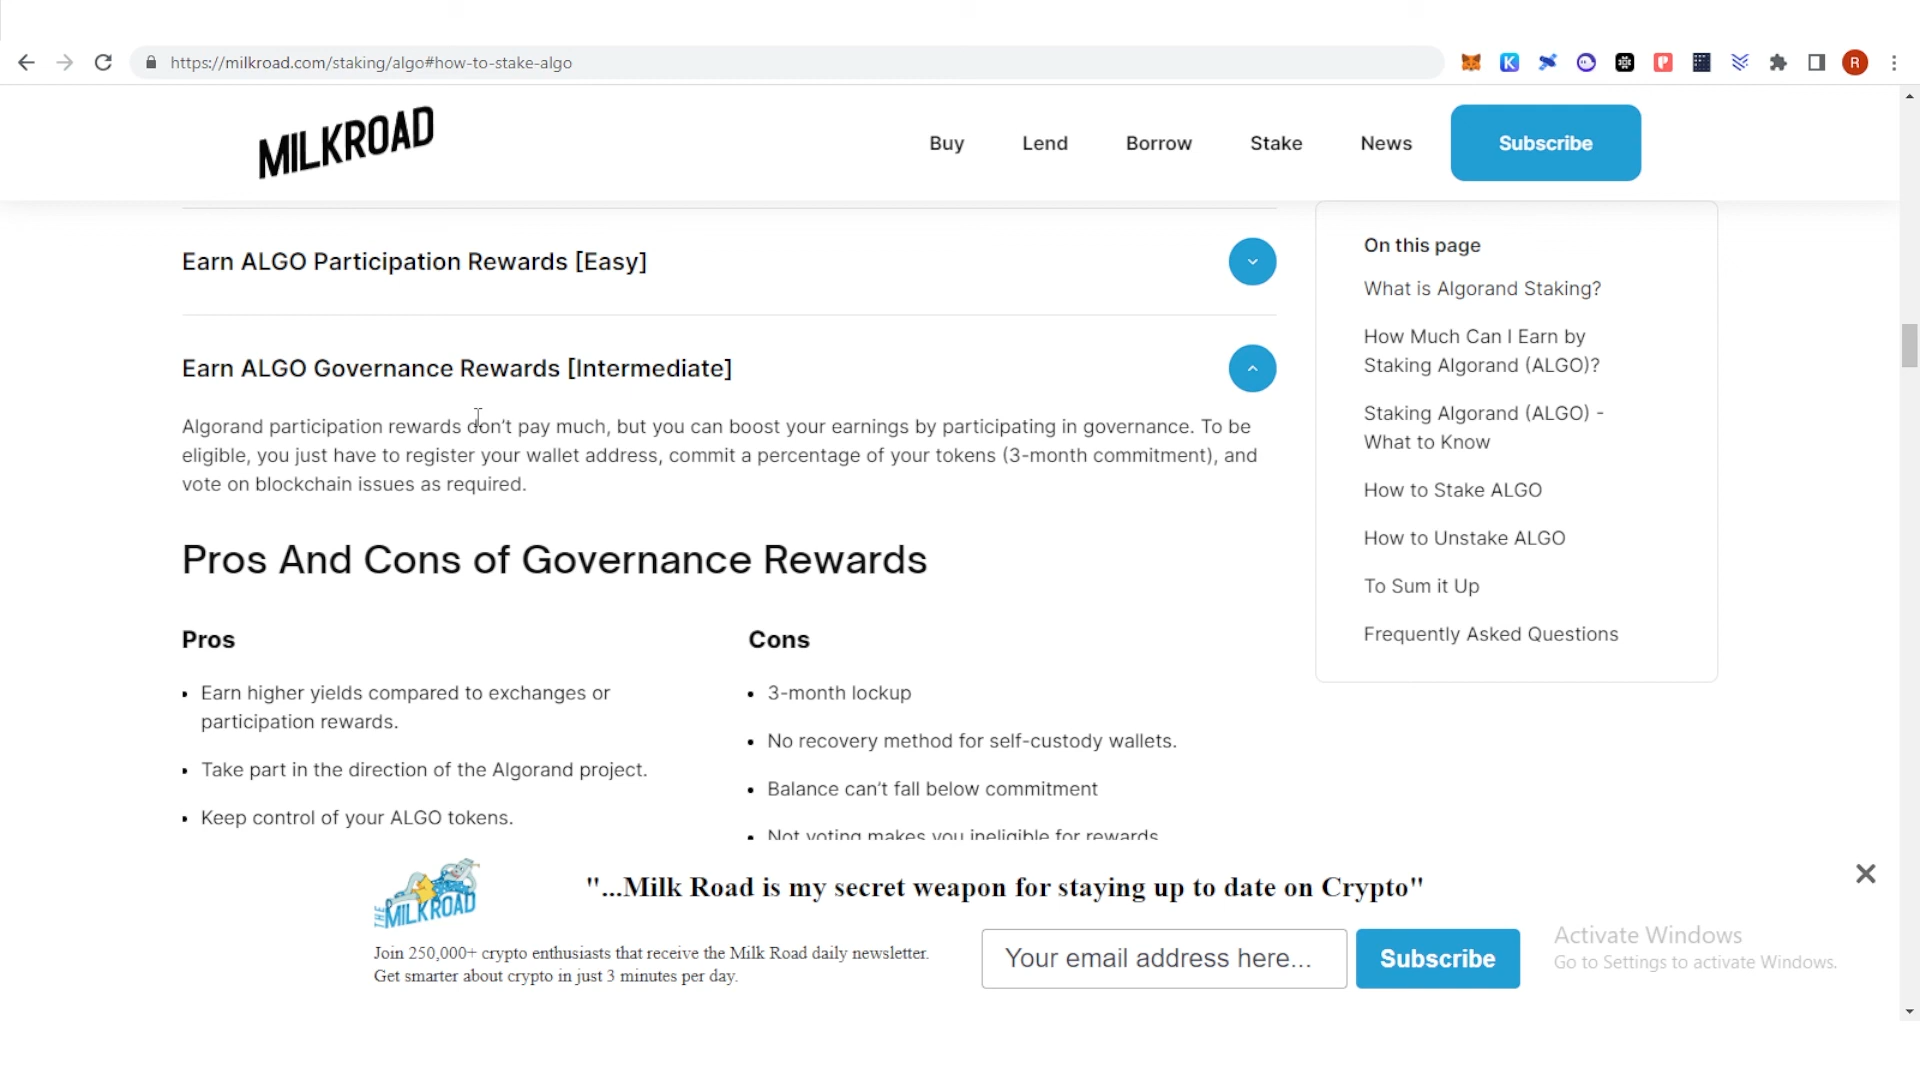 https://milkroad.com/staking/algo#how-to-stake-algo
R
MILKROAD
Buy
Lend
Borrow
Stake
News
Subscribe
Earn ALGO Participation Rewards [Easy]
Earn ALGO Governance Rewards [Intermediate]
Algorand participation rewards don't pay much, but you can boost your earnings by participating in governance. To be
eligible, you just have to register your wallet address, commit a percentage of your tokens (3-month commitment), and
vote on blockchain issues as required.
Pros And Cons of Governance Rewards
Pros
• Earn higher yields compared to exchanges or
participation rewards.
• Take part in the direction of the Algorand project.
• Keep control of your ALGO tokens.
Cons
• 3-month lockup
• No recovery method for self-custody wallets.
• Balance can't fall below commitment
• Not voting makes you ineligible for rewards
On this page
What is Algorand Staking?
How Much Can I Earn by
Staking Algorand (ALGO)?
Staking Algorand (ALGO) -
What to Know
How to Stake ALGO
How to Unstake ALGO
To Sum it Up
Frequently Asked Questions
THE
MILKROAD
"...Milk Road is my secret weapon for staying up to date on Crypto"
Join 250,000+ crypto enthusiasts that receive the Milk Road daily newsletter.
Get smarter about crypto in just 3 minutes per day.
Your email address here...
Subscribe
Activate Windows
Go to Settings to activate Windows.